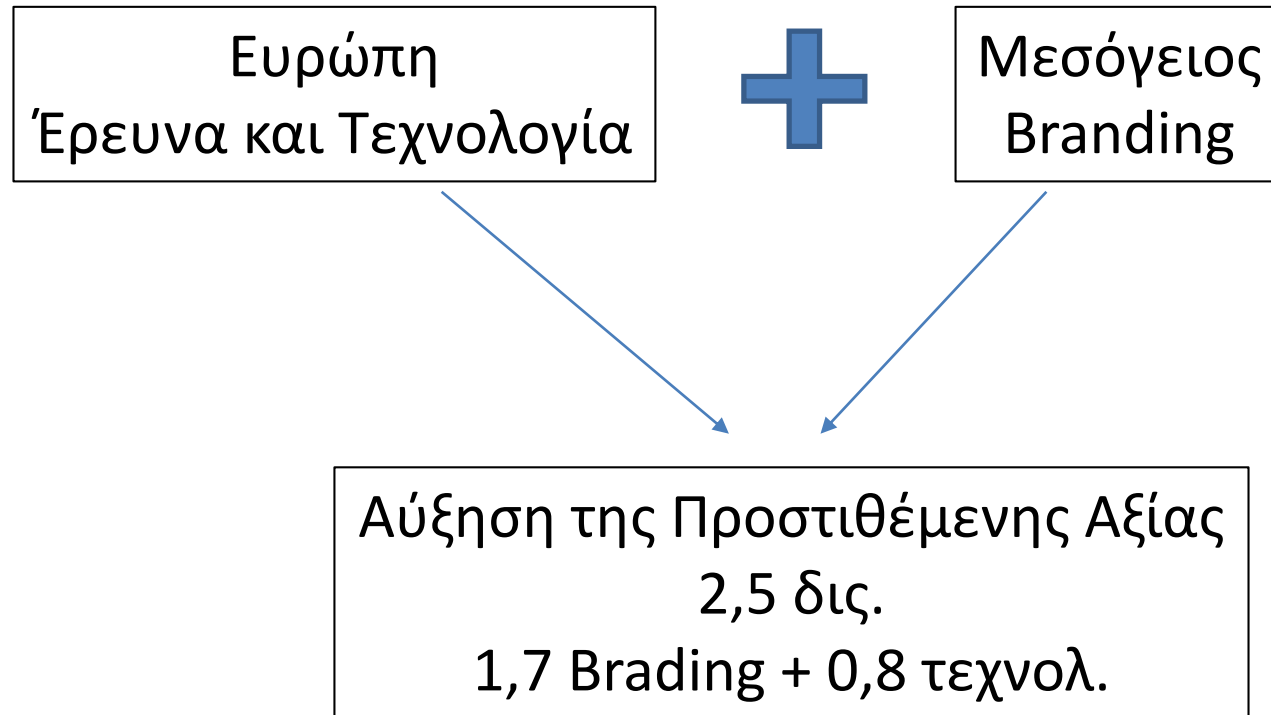 Ευρώπη
Έρευνα και Τεχνολογία
Μεσόγειος
Branding
Αύξηση της Προστιθέμενης Αξίας
2,5 δις.
1,7 Brading + 0,8 τεχνολ.